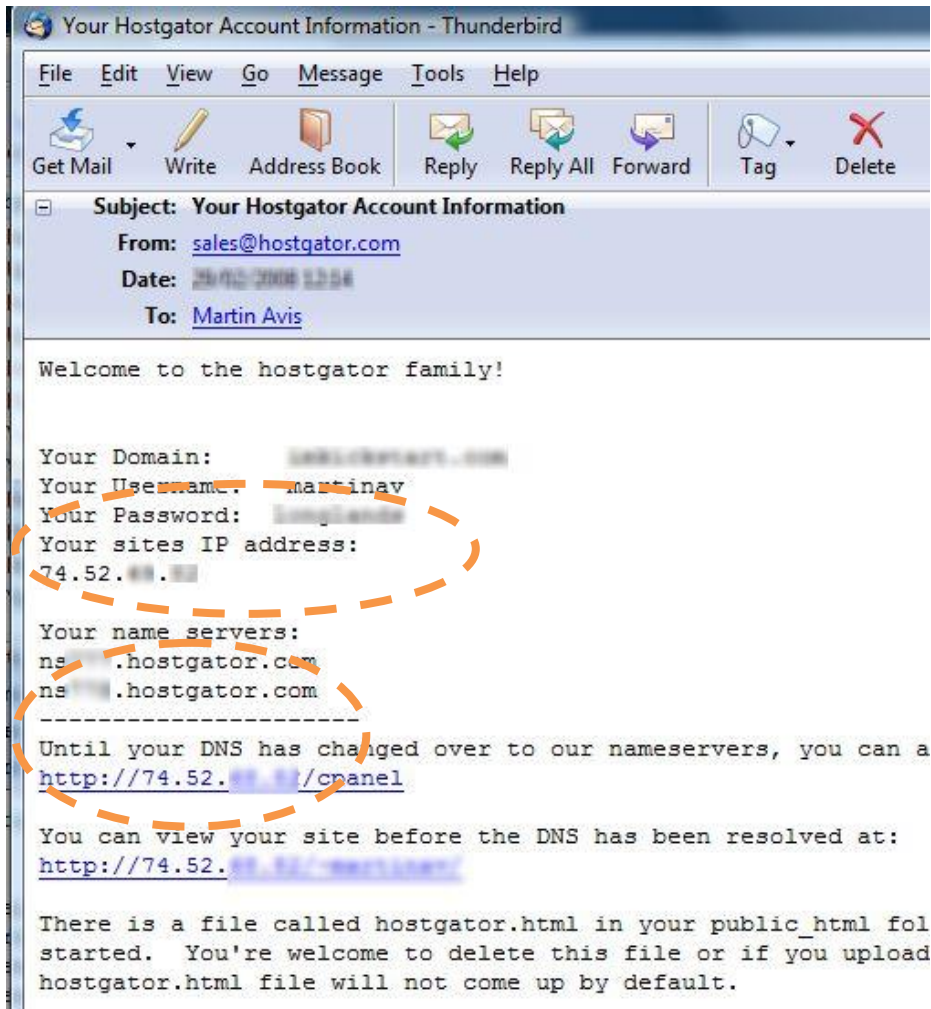 Your Hostgator Account Information - Thunderbird
File Edit View Go Message Tools Help
Get Mail Write Address Book Reply Reply All Forward Tag Delete
Subject: Your Hostgator Account Information
From: sales@hostgator.com
Date:
To: Martin Avis
Welcome to the hostgator family!
Your Domain:
Your Username: martinav
Your Password:
Your sites IP address:
74.52. .
Your name servers:
ns .hostgator.com
ns .hostgator.com
----------------------
Until your DNS has changed over to our nameservers, you can a
http://74.52. /cpanel
You can view your site before the DNS has been resolved at:
http://74.52.
There is a file called hostgator.html in your public_html fol
started. You're welcome to delete this file or if you upload
hostgator.html file will not come up by default.